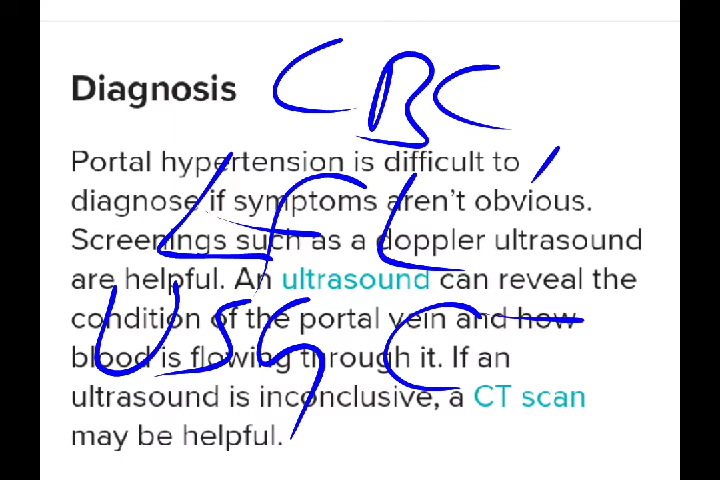 Diagnosis CBC
Portal hypertension is difficult to
diagnose if symptoms aren't obvious.
Screenings such as a doppler ultrasound
are helpful. An ultrasound can reveal the
condition of the portal vein and how
blood is flowing through it. If an
ultrasound is inconclusive, a CT scan
may be helpful.
USG